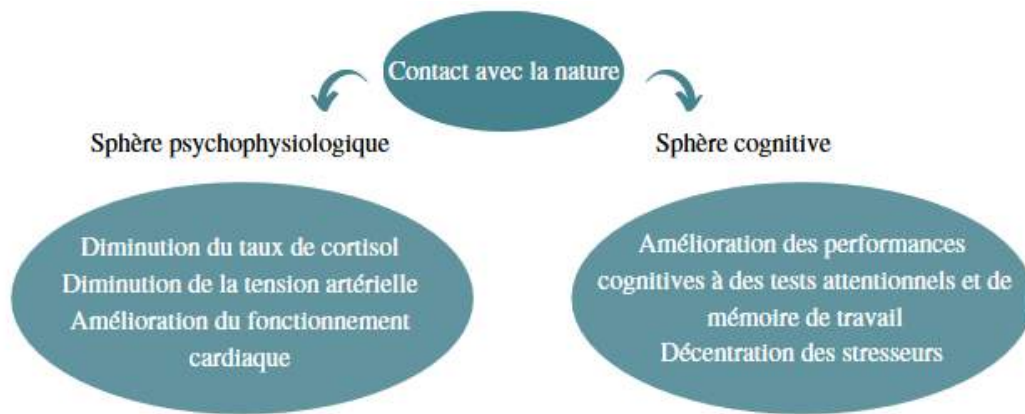 Contact avec la nature
Sphère psychophysiologique
Diminution du taux de cortisol
Diminution de la tension artérielle
Amélioration du fonctionnement
cardiaque
Sphère cognitive
Amélioration des performances
cognitives à des tests attentionnels et de
mémoire de travail
Décentration des stresseurs